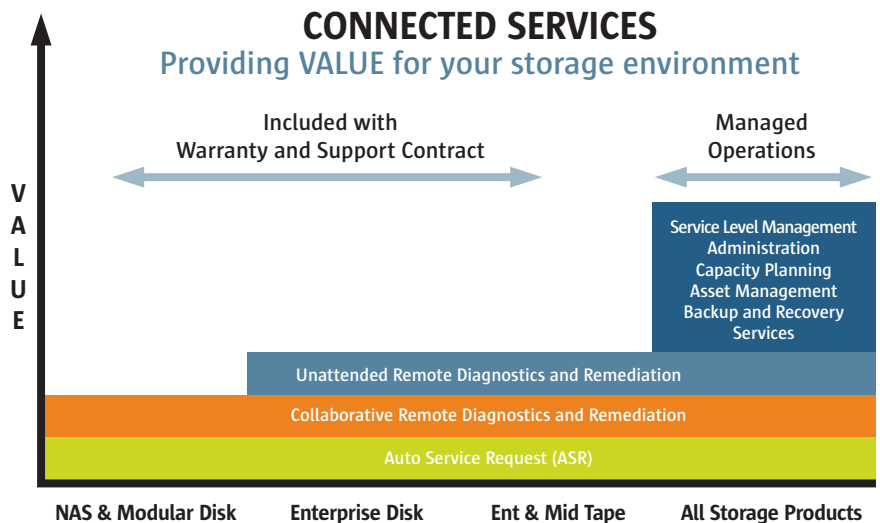 CONNECTED SERVICES
Providing VALUE for your storage environment
Included with
Warranty and Support Contract
Managed
Operations
VALUE
Service Level Management
Administration
Capacity Planning
Asset Management
Backup and Recovery
Services
Unattended Remote Diagnostics and Remediation
Collaborative Remote Diagnostics and Remediation
Auto Service Request (ASR)
NAS & Modular Disk Enterprise Disk Ent & Mid Tape All Storage Products